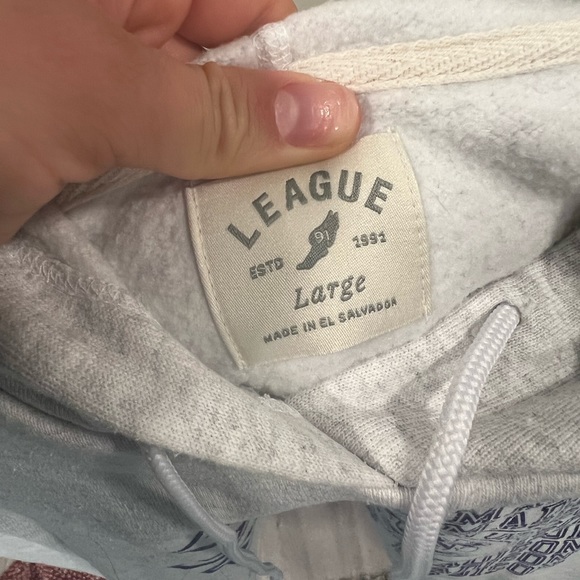 LEAGUE
ESTD 91 1991
Large
MADE IN EL SALVADOR